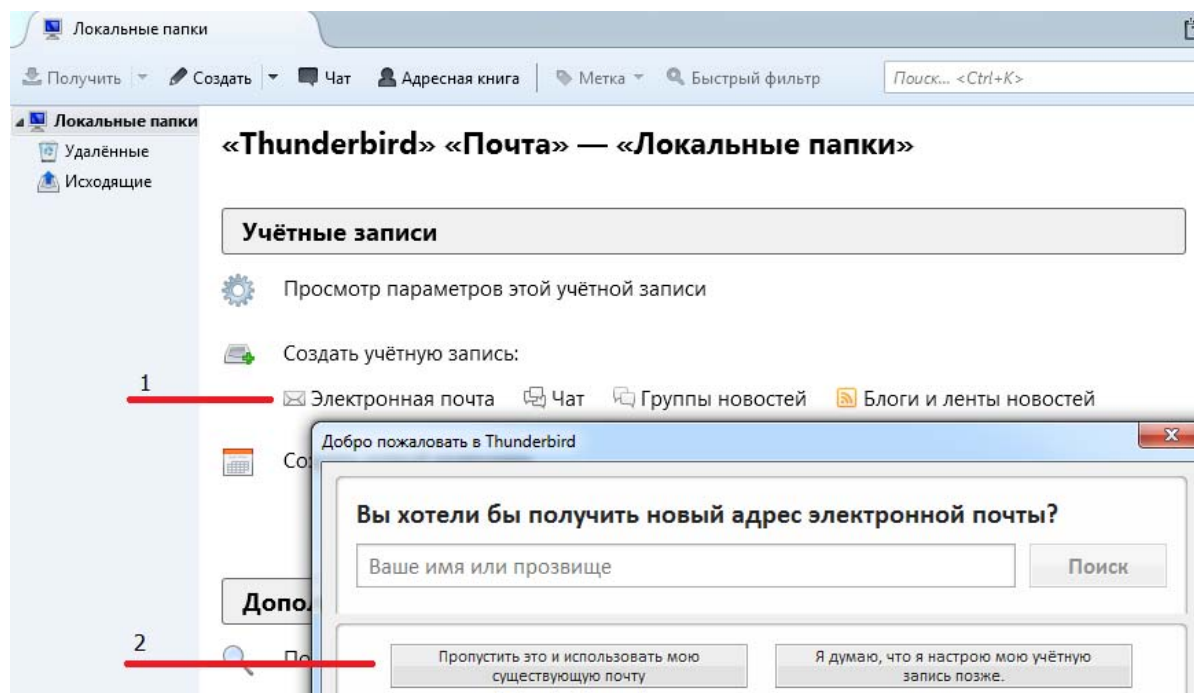 Локальные папки
Получить Создать Чат Адресная книга Метка Быстрый фильтр Поиск... <Ctrl+K>
Локальные папки
Удалённые
Исходящие
«Thunderbird» «Почта» — «Локальные папки»
Учётные записи
Просмотр параметров этой учётной записи
Создать учётную запись:
1
Электронная почта Чат Группы новостей Блоги и ленты новостей
Добро пожаловать в Thunderbird
Вы хотели бы получить новый адрес электронной почты?
Ваше имя или прозвище Поиск
2
Пропустить это и использовать мою
существующую почту
Я думаю, что я настрою мою учётную
запись позже.